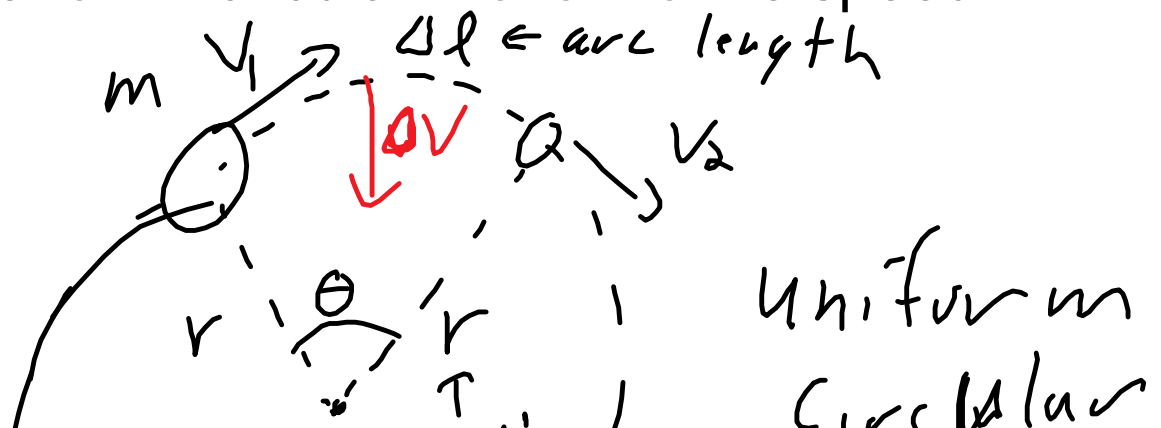 Δl ← arc length
V₁
m
ΔV
V₂
θ
r
r
uniform
circular